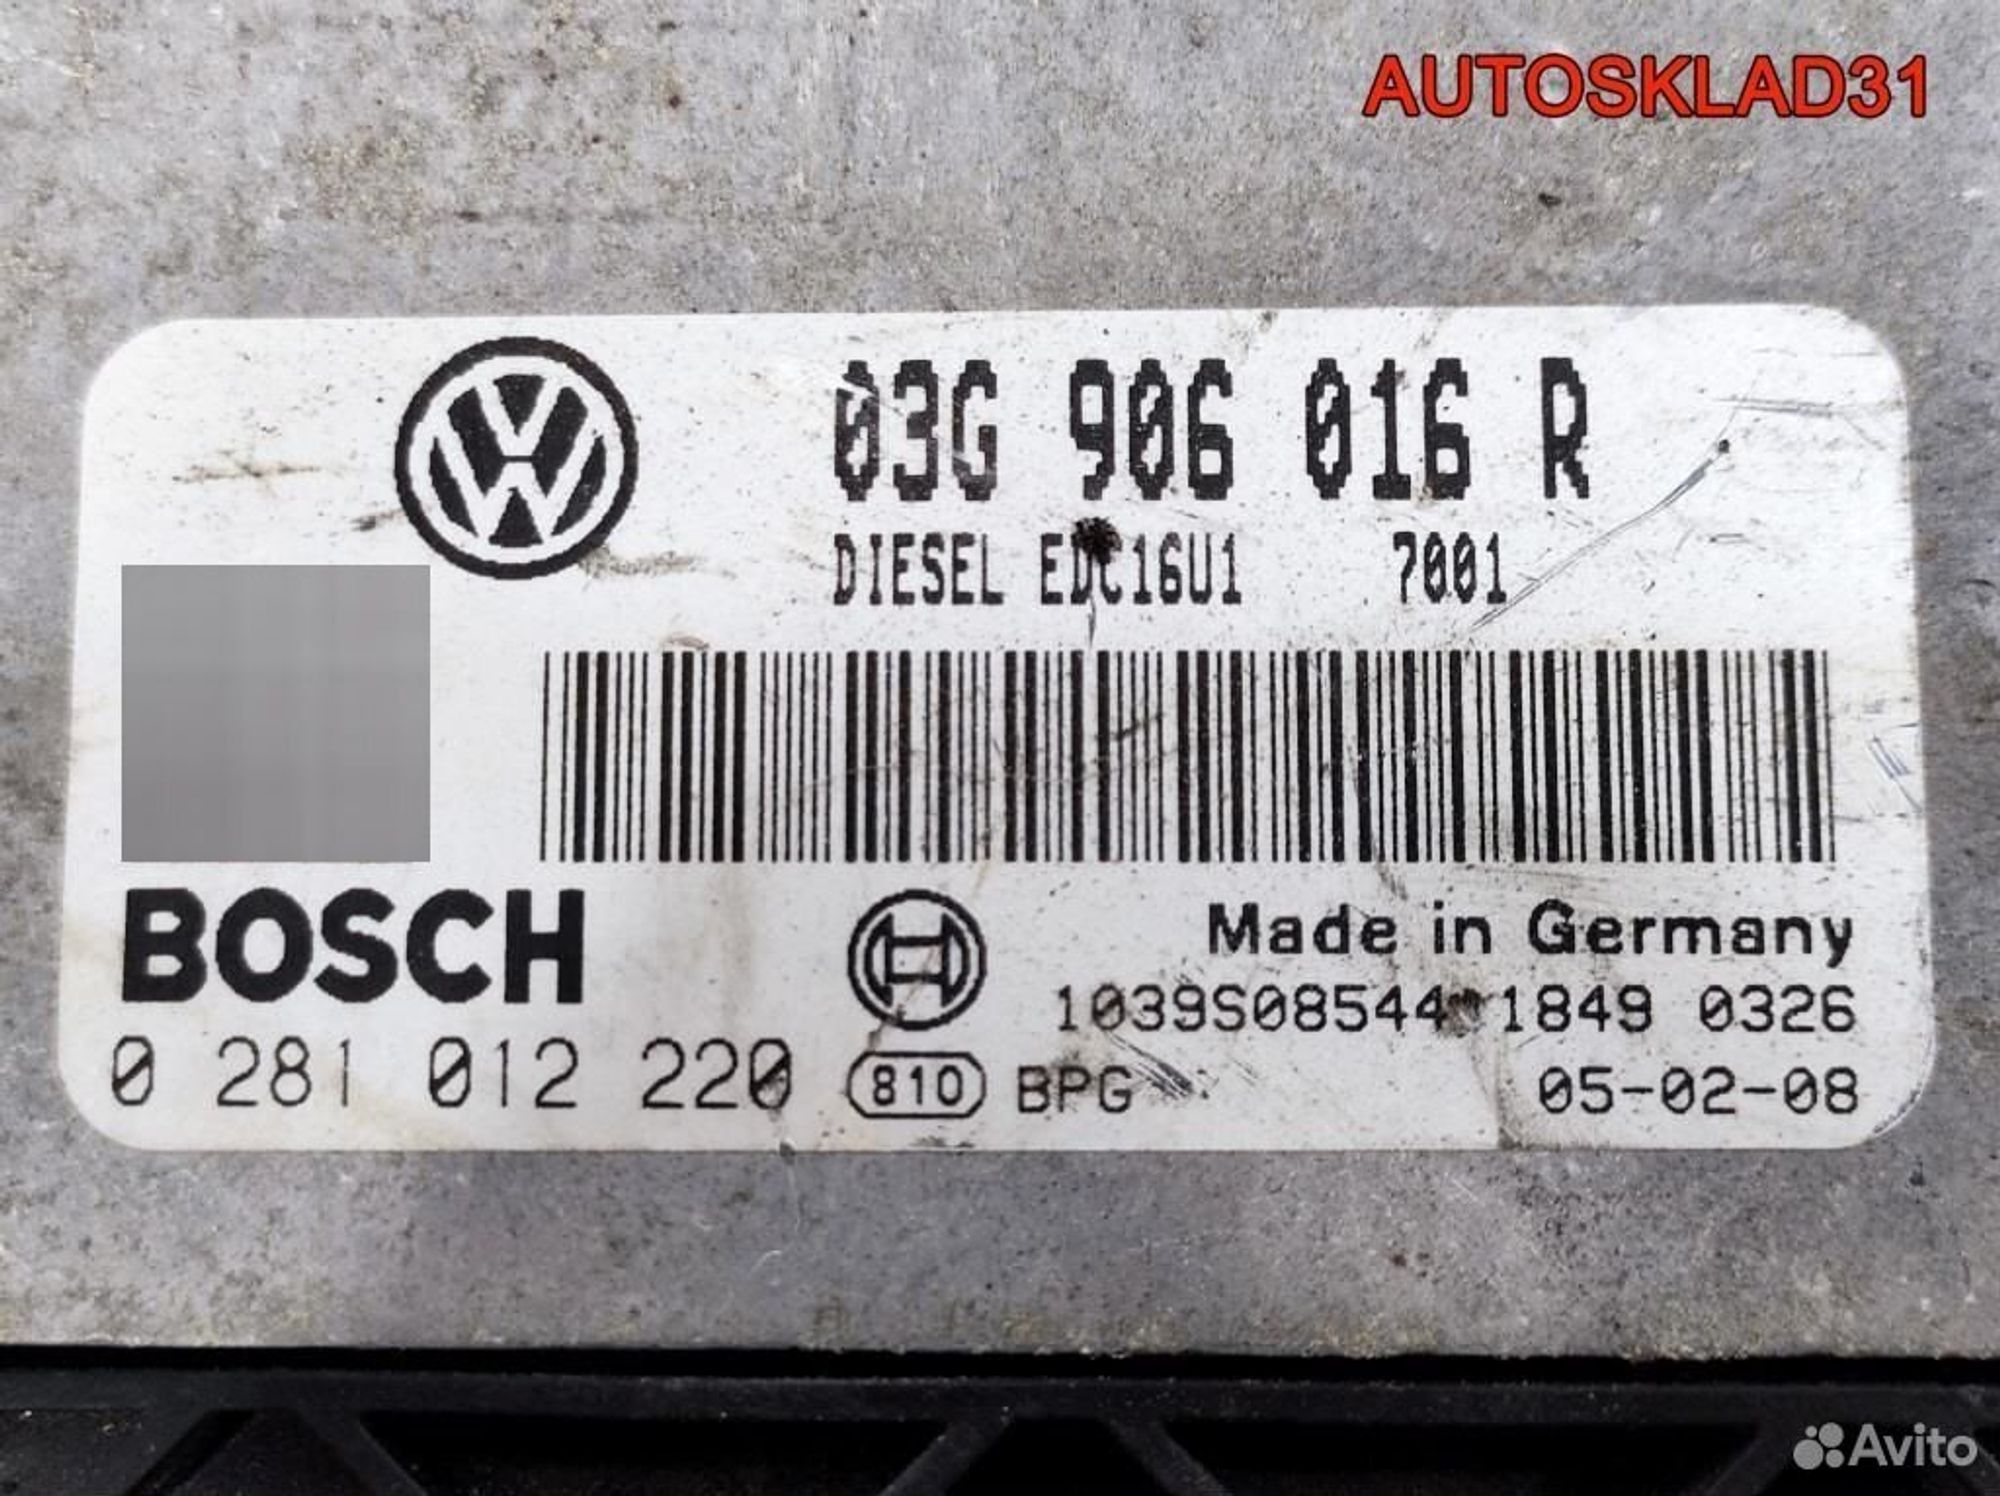 AUTOSKLAD31
03G 906 016 R
DIESEL EDC16U1 7001
BOSCH
Made in Germany
1039S08544 1849 0326
0 281 012 220 810 BPG 05-02-08
Avito